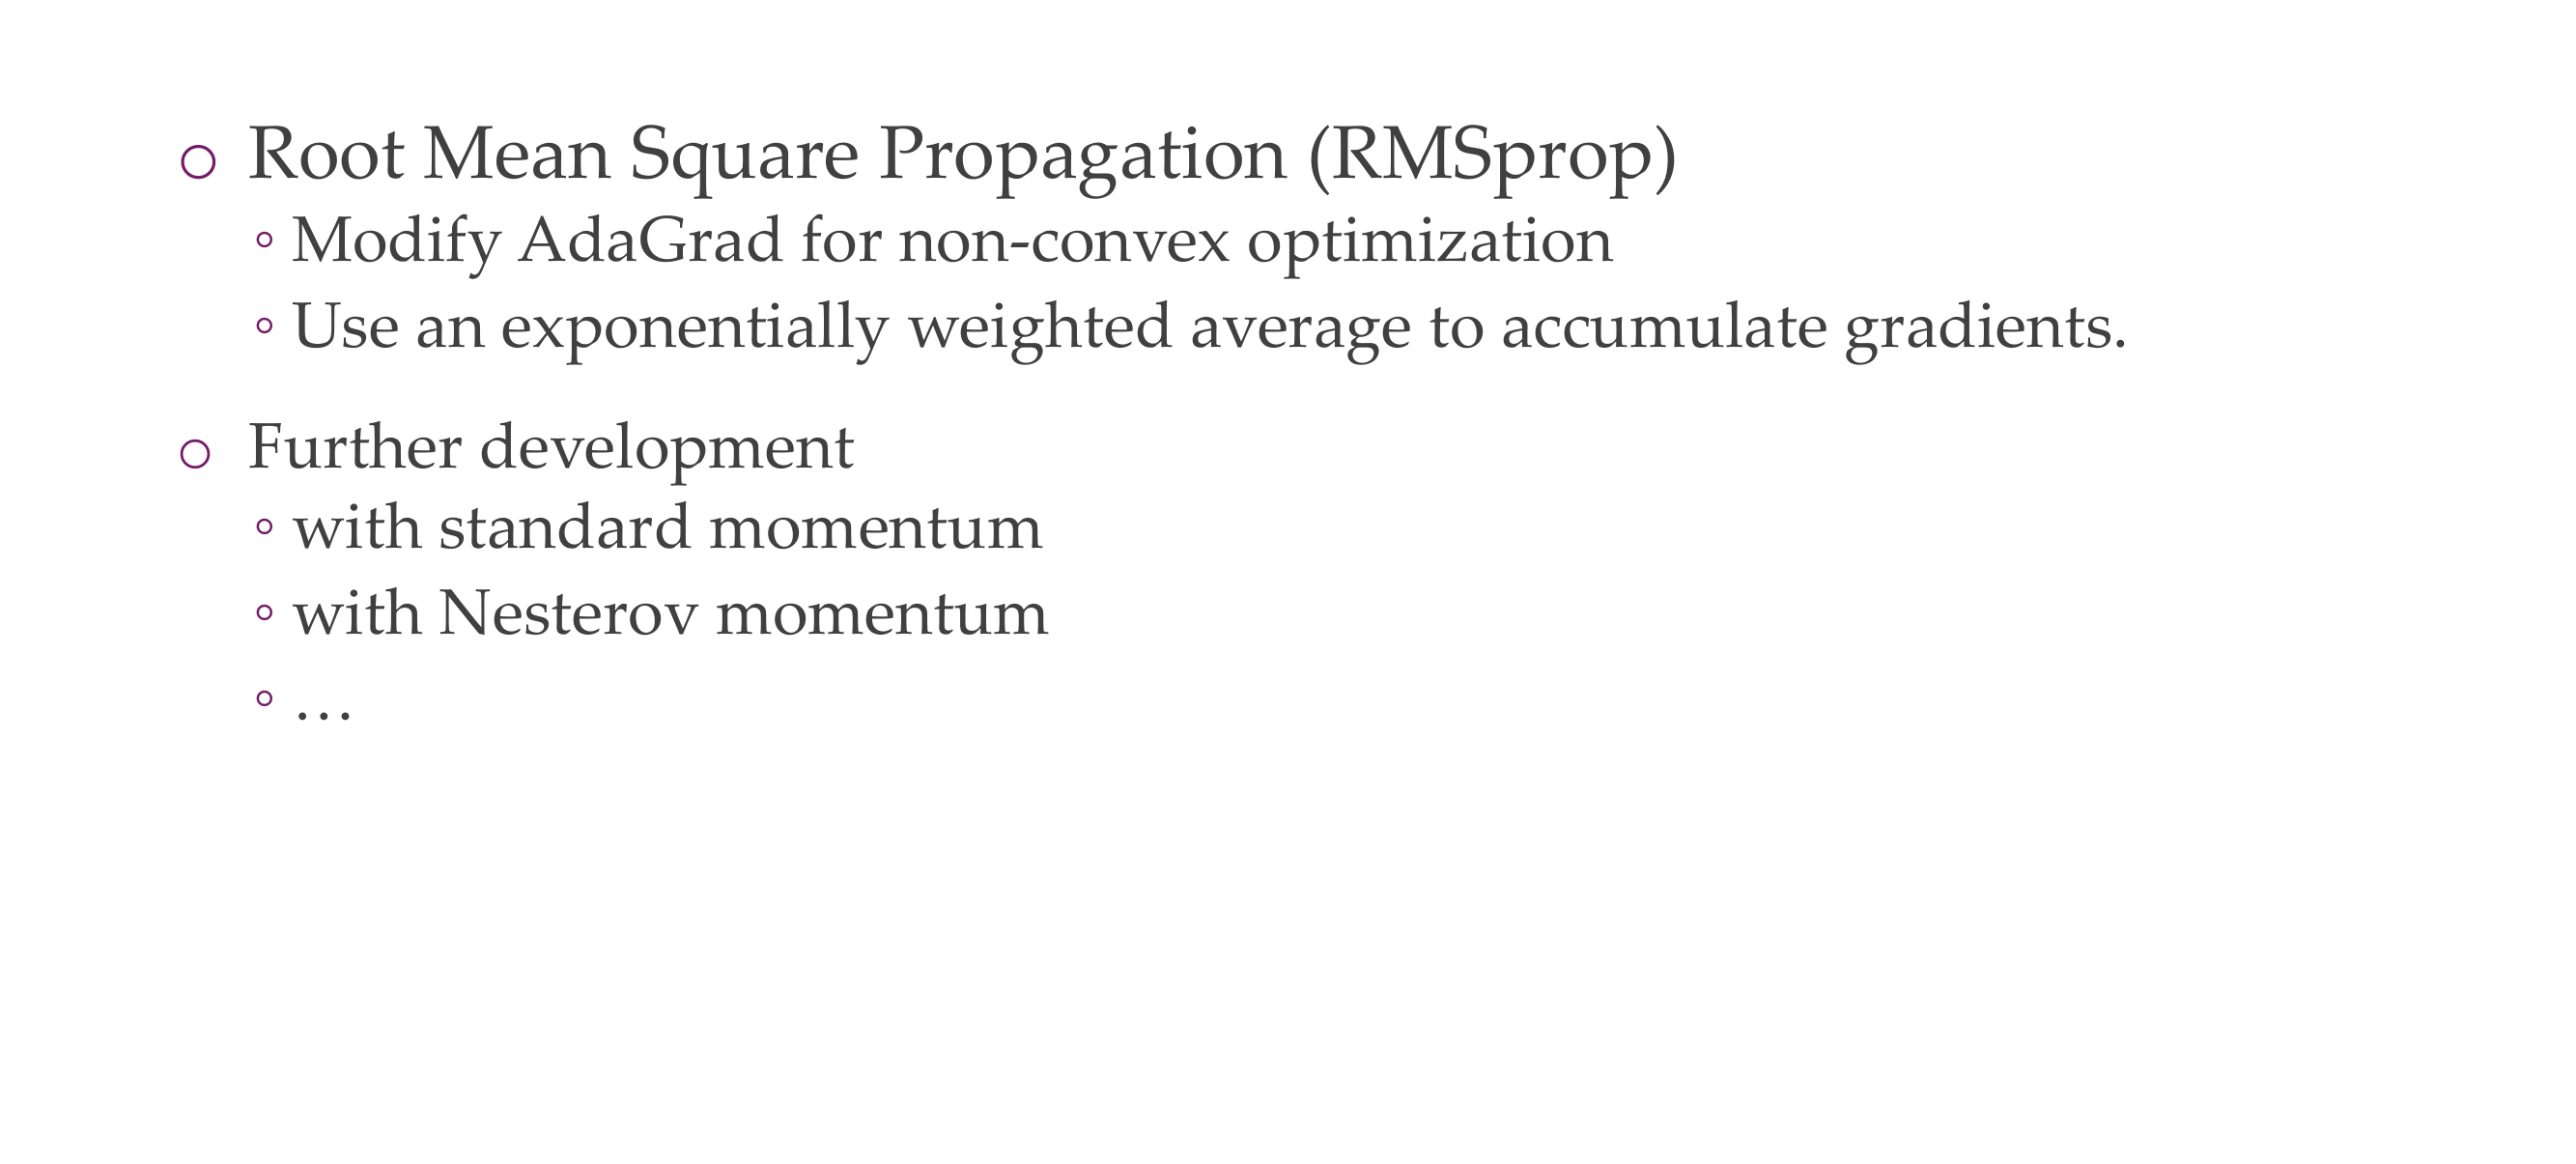 Root Mean Square Propagation (RMSprop)
Modify AdaGrad for non-convex optimization
Use an exponentially weighted average to accumulate gradients.
Further development
with standard momentum
with Nesterov momentum
…